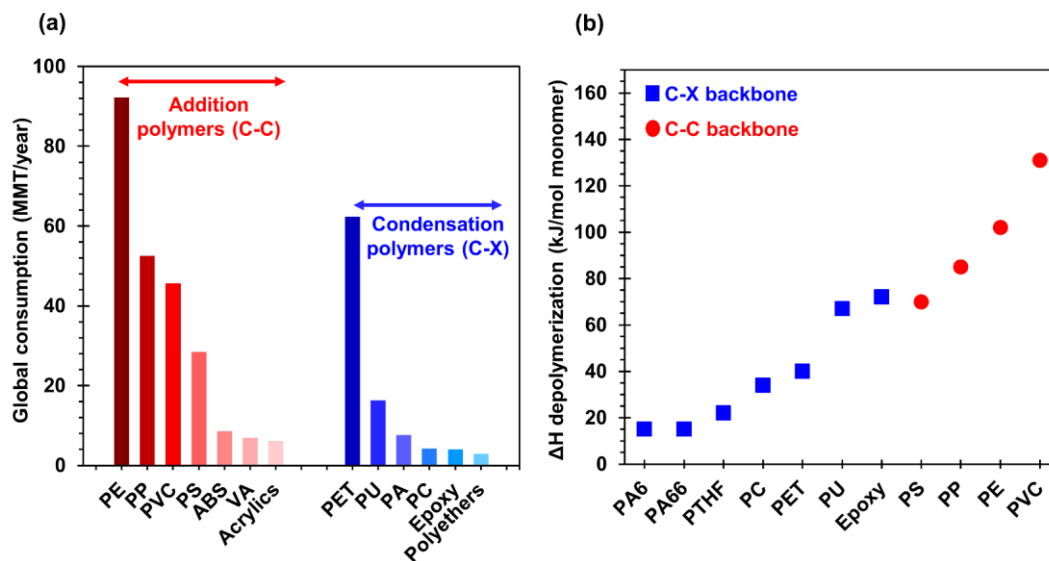 (a)
Global consumption (MMT/year)
100
80
60
40
20
0
Addition
polymers (C-C)
Condensation
polymers (C-X)
PE
PP
PVC
PS
ABS
VA
Acrylics
PET
PU
PA
PC
Epoxy
Polyethers
(b)
ΔH depolymerization (kJ/mol monomer)
160
140
120
100
80
60
40
20
0
C-X backbone
C-C backbone
PA6
PA66
PTHF
PC
PET
PU
Epoxy
PS
PP
PE
PVC